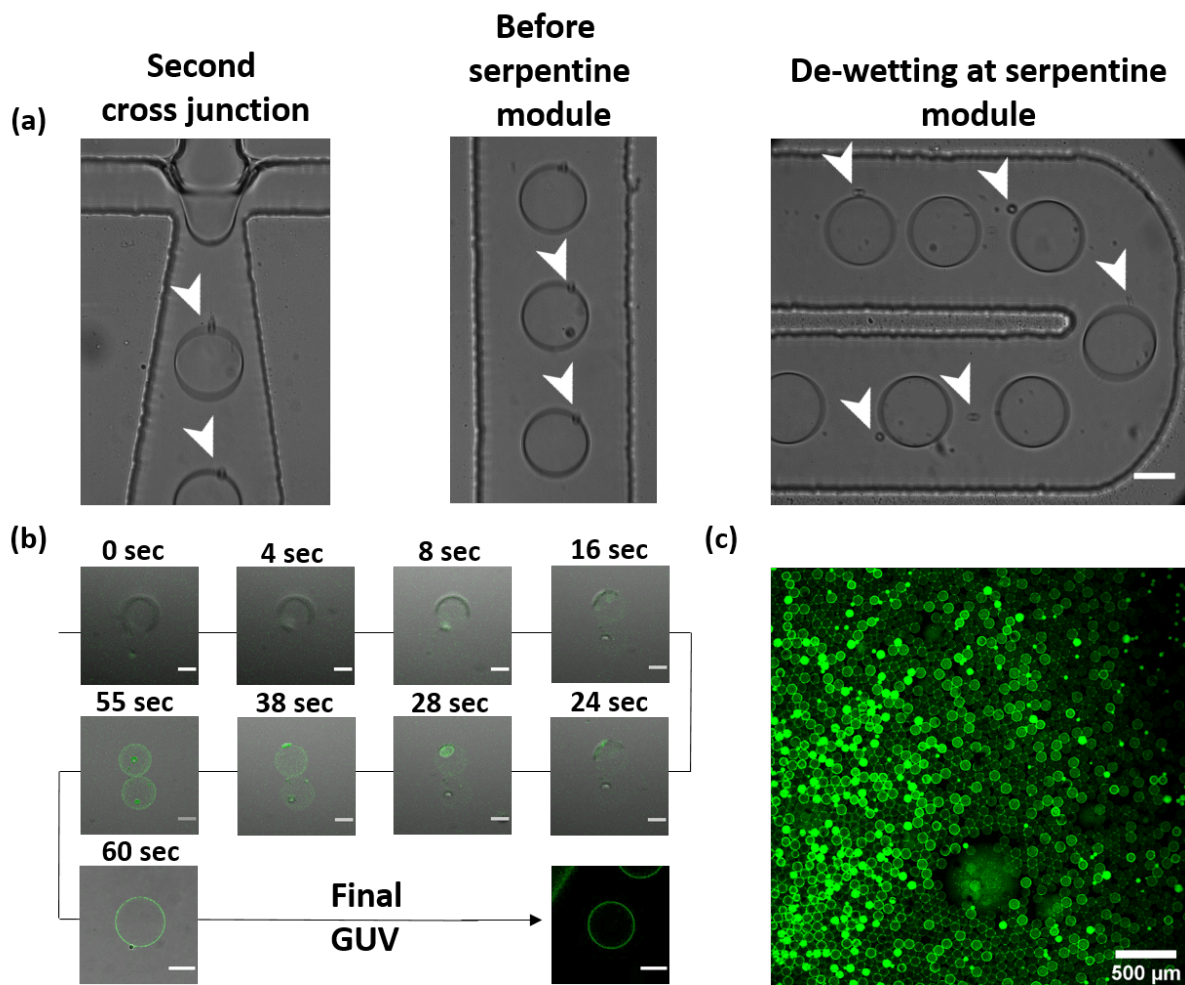 Second
cross junction
Before
serpentine
module
De-wetting at serpentine
module
(a)
(b)
0 sec
4 sec
8 sec
16 sec
55 sec
38 sec
28 sec
24 sec
60 sec
Final
GUV
(c)
500 µm